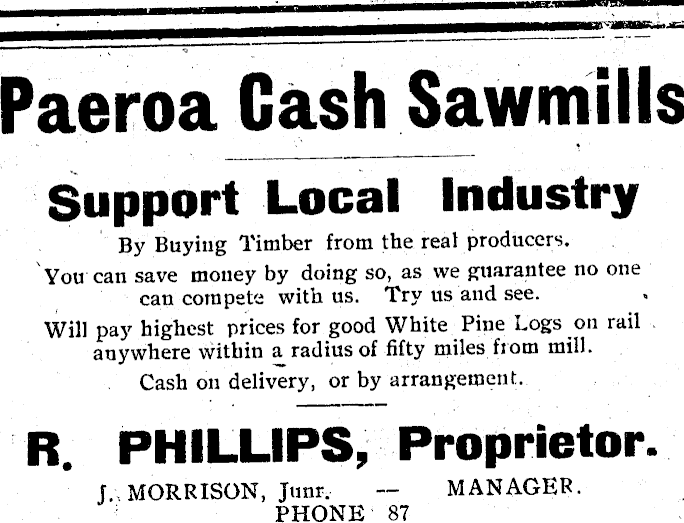 Paeroa Cash Sawmills
Support Local Industry
By Buying Timber from the real producers.
You can save money by doing so, as we guarantee no one
can compete with us. Try us and see.
Will pay highest prices for good White Pine Logs on rail
anywhere within a radius of fifty miles from mill.
Cash on delivery, or by arrangement.
R. PHILLIPS, Proprietor.
J. MORRISON, Junr. — MANAGER.
PHONE 87